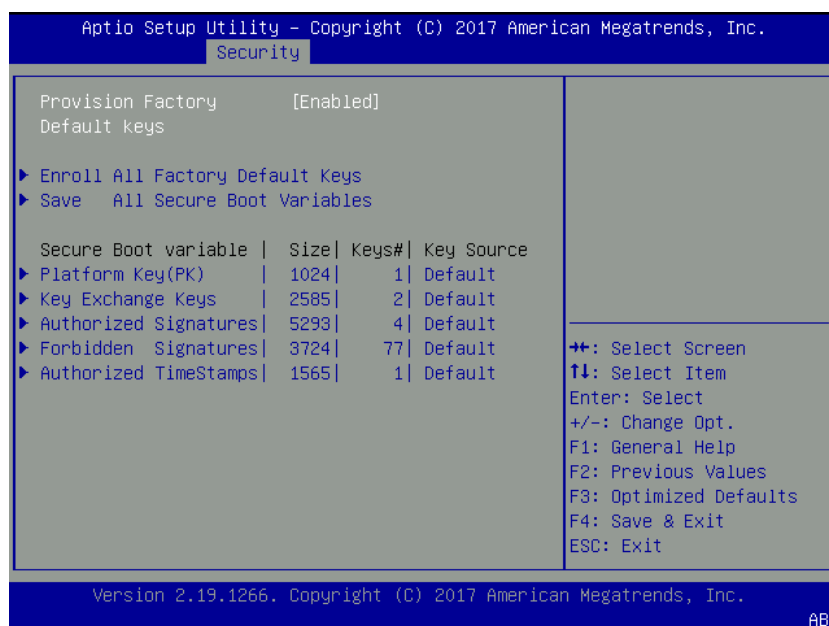 Aptio Setup Utility – Copyright (C) 2017 American Megatrends, Inc.
Security
Provision Factory [Enabled]
Default keys
▶ Enroll All Factory Default Keys
▶ Save All Secure Boot Variables
Secure Boot variable | Size| Keys#| Key Source
▶ Platform Key(PK) | 1024| 1| Default
▶ Key Exchange Keys | 2585| 2| Default
▶ Authorized Signatures| 5293| 4| Default
▶ Forbidden Signatures| 3724| 77| Default
▶ Authorized TimeStamps| 1565| 1| Default
→←: Select Screen
↑↓: Select Item
Enter: Select
+/-: Change Opt.
F1: General Help
F2: Previous Values
F3: Optimized Defaults
F4: Save & Exit
ESC: Exit
Version 2.19.1266. Copyright (C) 2017 American Megatrends, Inc.
AB